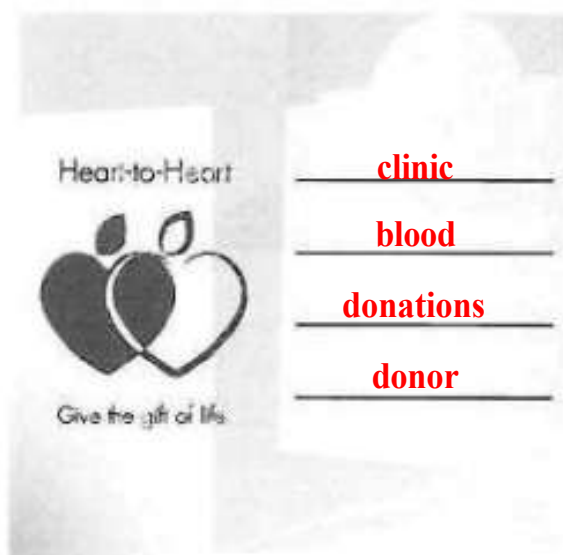 Heart-to-Heart
Give the gift of life
clinic
blood
donations
donor